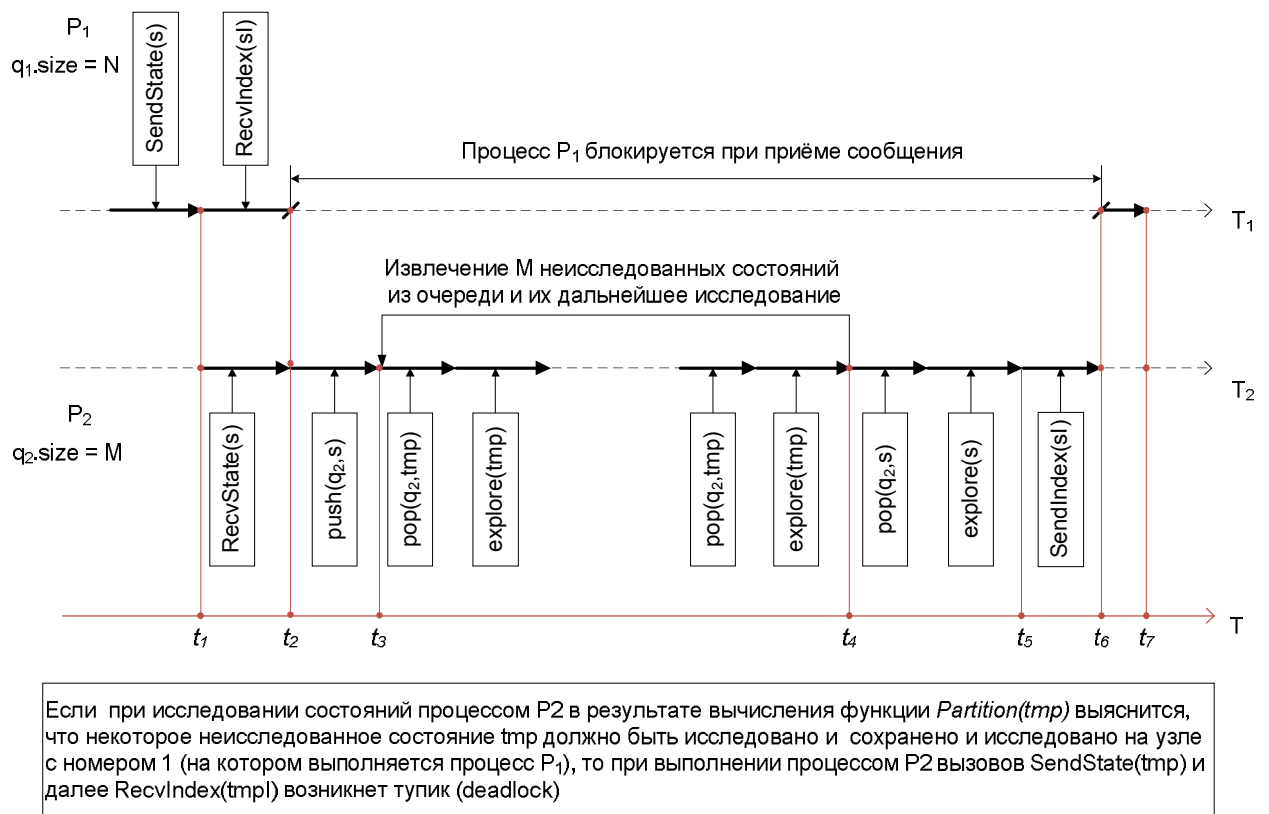 P₁
q₁.size = N
SendState(s)
RecvIndex(sI)
Процесс P₁ блокируется при приёме сообщения
T₁
Извлечение M неисследованных состояний
из очереди и их дальнейшее исследование
T₂
P₂
q₂.size = M
RecvState(s)
push(q₂,s)
pop(q₂,tmp)
explore(tmp)
pop(q₂,tmp)
explore(tmp)
pop(q₂,s)
explore(s)
SendIndex(sI)
T
t₁
t₂
t₃
t₄
t₅
t₆
t₇
Если при исследовании состояний процессом P2 в результате вычисления функции Partition(tmp) выяснится,
что некоторое неисследованное состояние tmp должно быть исследовано и сохранено и исследовано на узле
с номером 1 (на котором выполняется процесс P₁), то при выполнении процессом P2 вызовов SendState(tmp) и
далее RecvIndex(tmpI) возникнет тупик (deadlock)